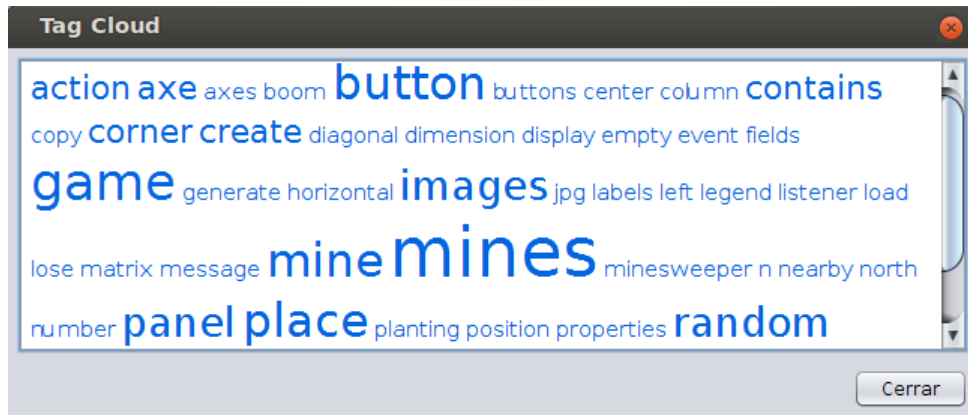 Tag Cloud
action axe axes boom button buttons center column contains
copy corner create diagonal dimension display empty event fields
game generate horizontal images jpg labels left legend listener load
lose matrix message mine mines minesweeper n nearby north
number panel place planting position properties random
Cerrar